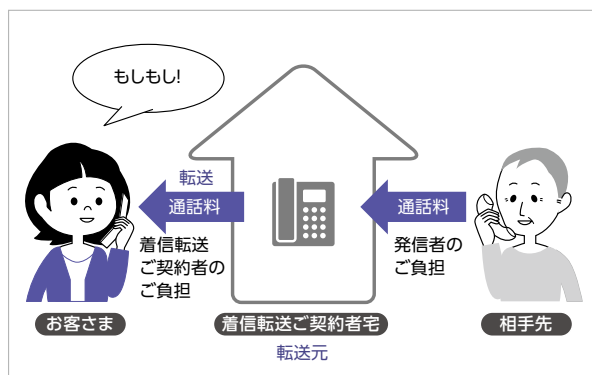 もしもし!
転送
通話料
着信転送
ご契約者の
ご負担
通話料
発信者の
ご負担
お客さま
着信転送ご契約者宅
相手先
転送元